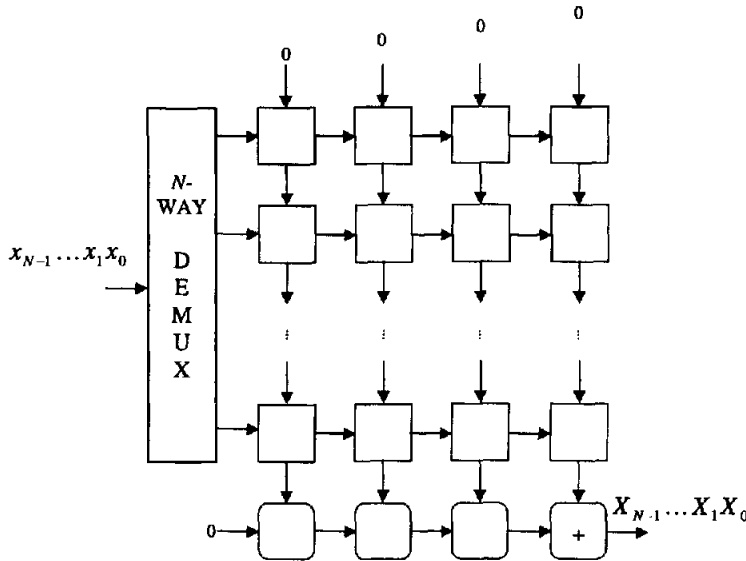 0 0 0 0
N-
WAY
D
E
M
U
X
x_{N-1} ... x_1 x_0
0
+
X_{N-1} ... X_1 X_0